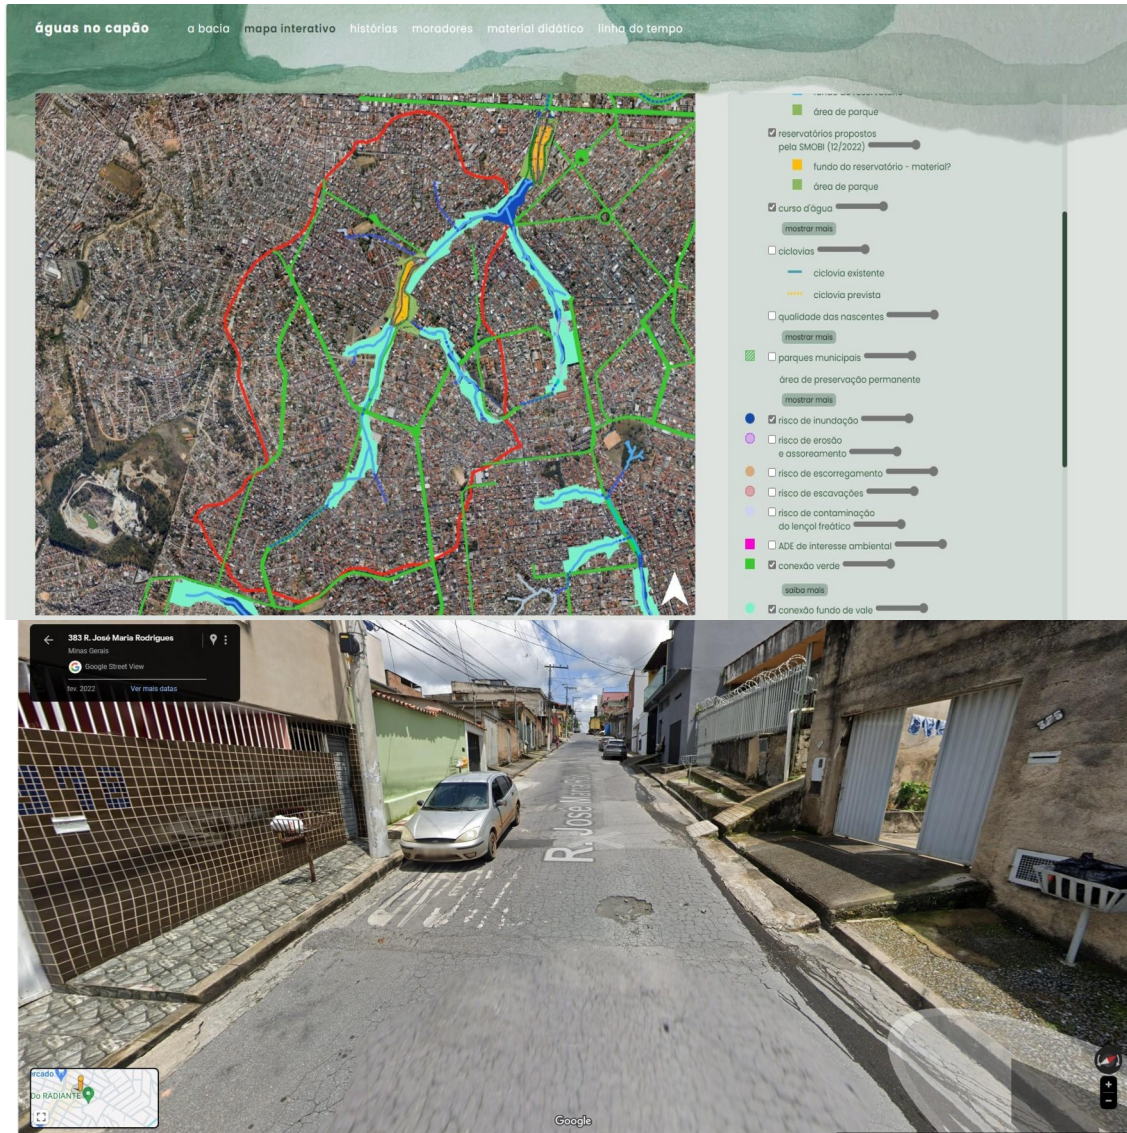 águas no capão
a bacia mapa interativo histórias moradores material didático linha do tempo
área de parque
reservatórios propostos
pela SMOBI (12/2022)
fundo do reservatório - material?
área de parque
curso d'água
mostrar mais
ciclovias
ciclovia existente
ciclovia prevista
qualidade das nascentes
mostrar mais
parques municipais
área de preservação permanente
mostrar mais
risco de inundação
risco de erosão
e assoreamento
risco de escorregamento
risco de escavações
risco de contaminação
do lençol freático
ADE de interesse ambiental
conexão verde
saiba mais
conexão fundo de vale
383 R. José Maria Rodrigues
Minas Gerais
Google Street View
fev. 2022 Ver mais datas
R. José Maria
ercado
Do RADIANTE
Google